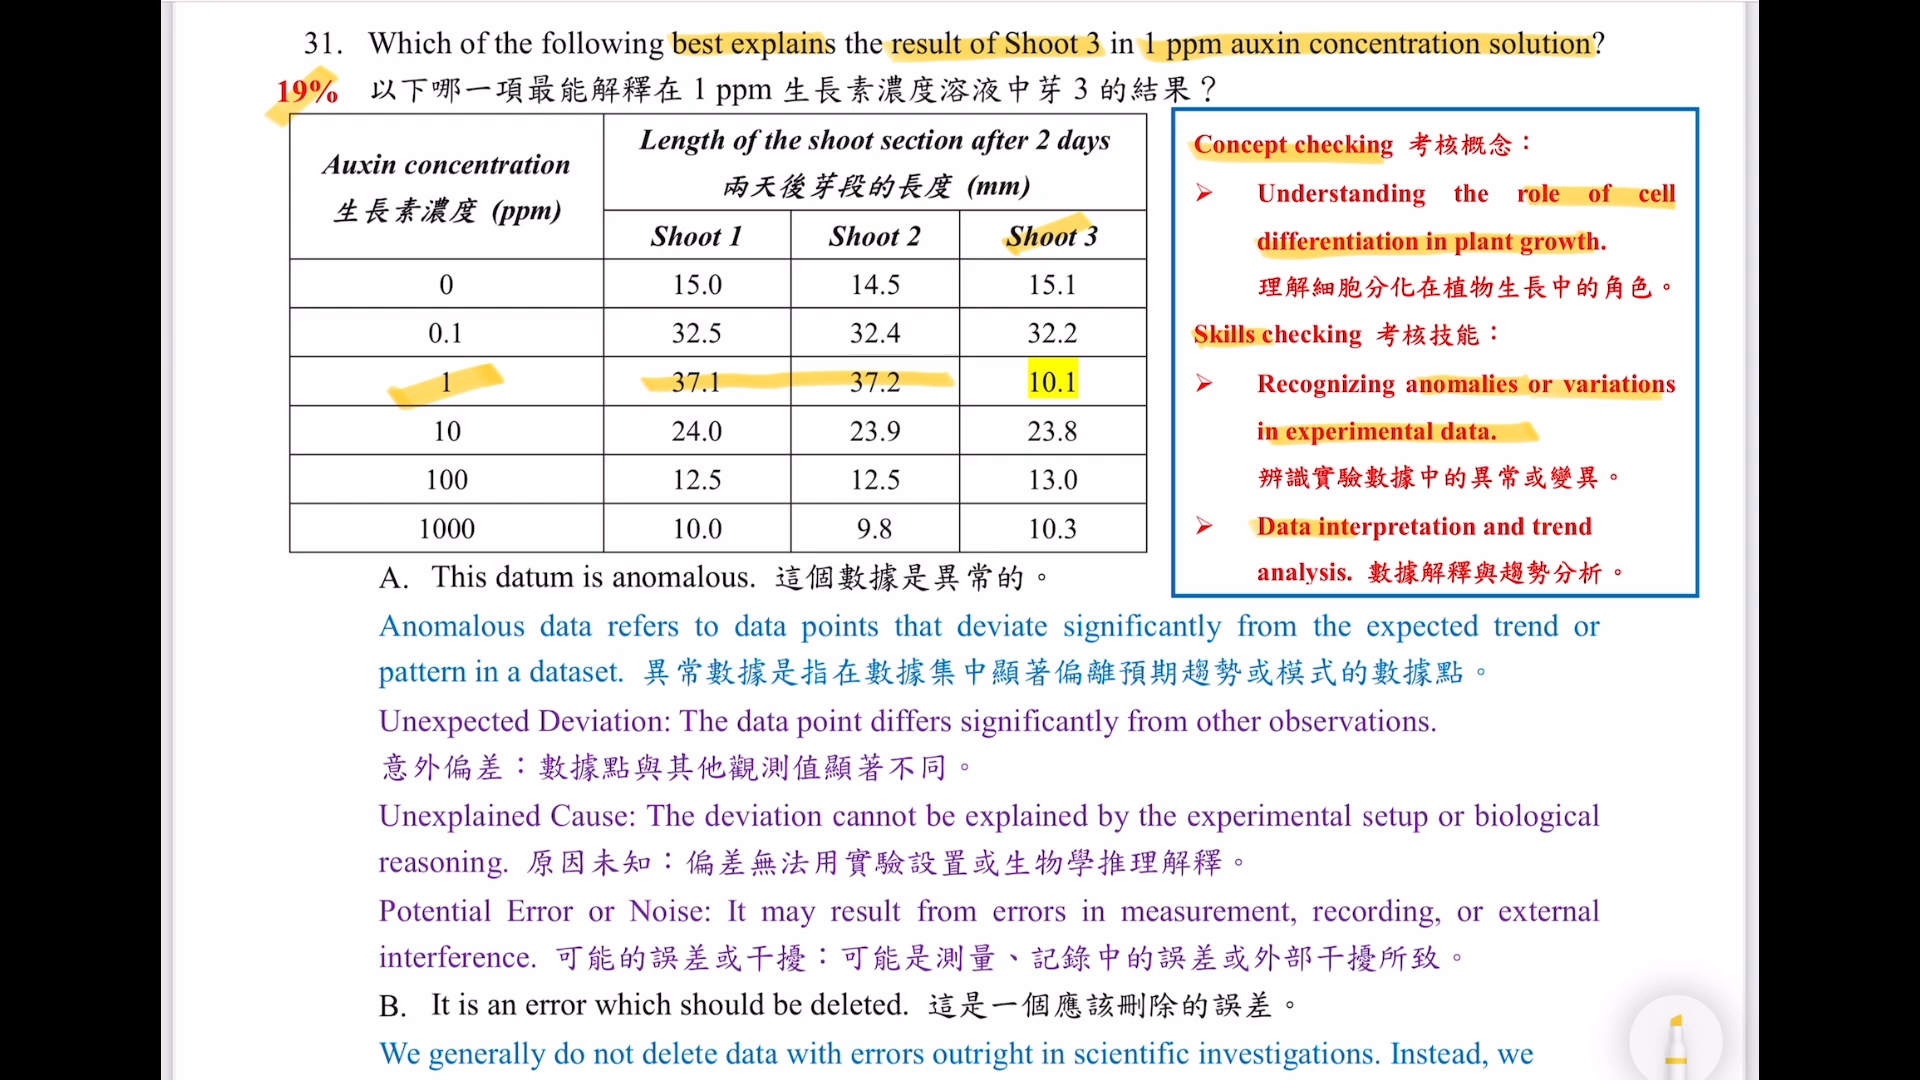 31. Which of the following best explains the result of Shoot 3 in 1 ppm auxin concentration solution?
19% 以下哪一項最能解釋在 1 ppm 生長素濃度溶液中芽 3 的結果？
Auxin concentration
生長素濃度 (ppm)
Length of the shoot section after 2 days
兩天後芽段的長度 (mm)
Shoot 1 Shoot 2 Shoot 3
0 15.0 14.5 15.1
0.1 32.5 32.4 32.2
1 37.1 37.2 10.1
10 24.0 23.9 23.8
100 12.5 12.5 13.0
1000 10.0 9.8 10.3
Concept checking 考核概念：
➢ Understanding the role of cell
differentiation in plant growth.
理解細胞分化在植物生長中的角色。
Skills checking 考核技能：
➢ Recognizing anomalies or variations
in experimental data.
辨識實驗數據中的異常或變異。
➢ Data interpretation and trend
analysis. 數據解釋與趨勢分析。
A. This datum is anomalous. 這個數據是異常的。
Anomalous data refers to data points that deviate significantly from the expected trend or
pattern in a dataset. 異常數據是指在數據集中顯著偏離預期趨勢或模式的數據點。
Unexpected Deviation: The data point differs significantly from other observations.
意外偏差：數據點與其他觀測值顯著不同。
Unexplained Cause: The deviation cannot be explained by the experimental setup or biological
reasoning. 原因未知：偏差無法用實驗設置或生物學推理解釋。
Potential Error or Noise: It may result from errors in measurement, recording, or external
interference. 可能的誤差或干擾：可能是測量、記錄中的誤差或外部干擾所致。
B. It is an error which should be deleted. 這是一個應該刪除的誤差。
We generally do not delete data with errors outright in scientific investigations. Instead, we